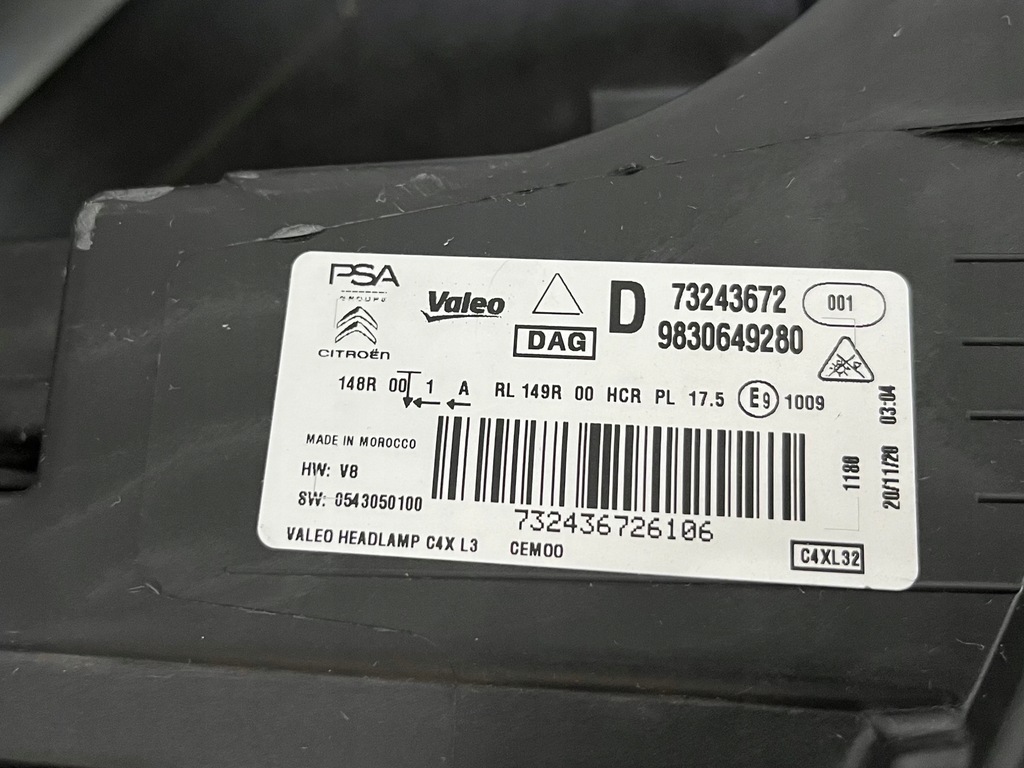 PSA
GROUPE
CITROËN
Valeo
DAG
D
73243672
9830649280
001
148R 00 1 A RL 149R 00 HCR PL 17.5 E9 1009
MADE IN MOROCCO
HW: V8
SW: 0543050100
732436726106
VALEO HEADLAMP C4X L3 CEM00
1180
20/11/20 03:04
C4XL32